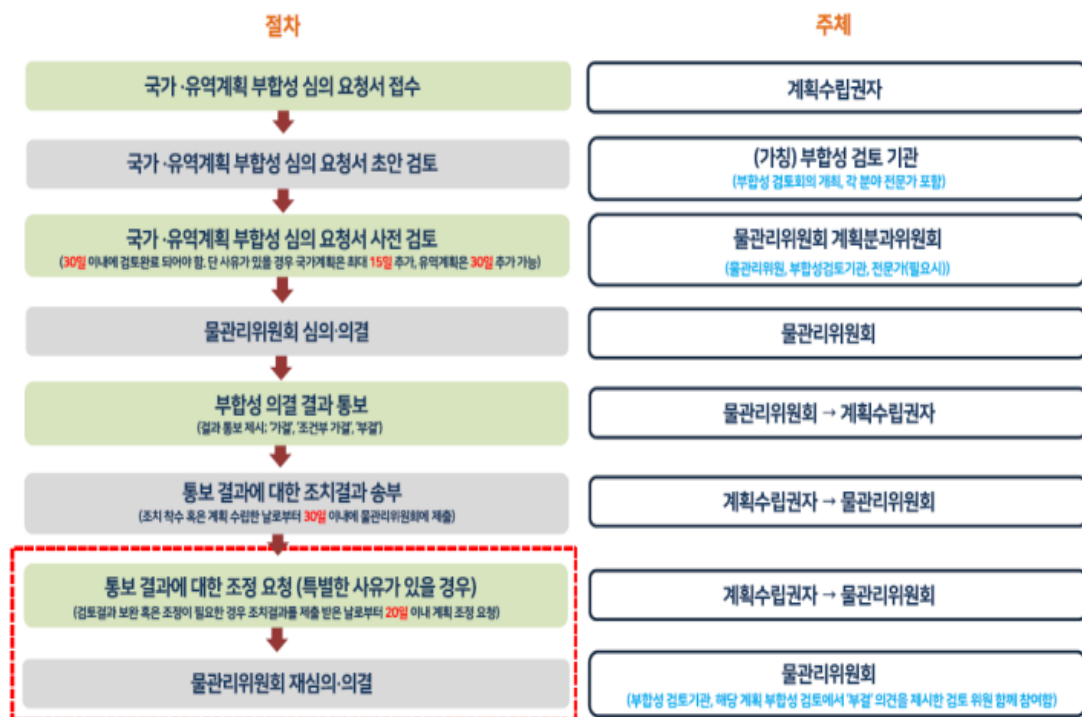 절차
주체
국가·유역계획 부합성 심의 요청서 접수
계획수립권자
국가·유역계획 부합성 심의 요청서 초안 검토
(가칭) 부합성 검토 기관
(부합성 검토회의 개최, 각 분야 전문가 포함)
국가·유역계획 부합성 심의 요청서 사전 검토
(30일 이내에 검토완료 되어야 함. 단 사유가 있을 경우 국가계획은 최대 15일 추가, 유역계획은 30일 추가 가능)
물관리위원회 계획분과위원회
(물관리위원, 부합성검토기관, 전문가(필요시))
물관리위원회 심의·의결
물관리위원회
부합성 의결 결과 통보
(결과 통보 제시: '가결', '조건부 가결', '부결')
물관리위원회 → 계획수립권자
통보 결과에 대한 조치결과 송부
(조치 착수 혹은 계획 수립한 날로부터 30일 이내에 물관리위원회에 제출)
계획수립권자 → 물관리위원회
통보 결과에 대한 조정 요청 (특별한 사유가 있을 경우)
(검토결과 보완 혹은 조정이 필요한 경우 조치결과를 제출 받은 날로부터 20일 이내 계획 조정 요청)
계획수립권자 → 물관리위원회
물관리위원회 재심의·의결
물관리위원회
(부합성 검토기관, 해당 계획 부합성 검토에서 '부결' 의견을 제시한 검토 위원 함께 참여함)